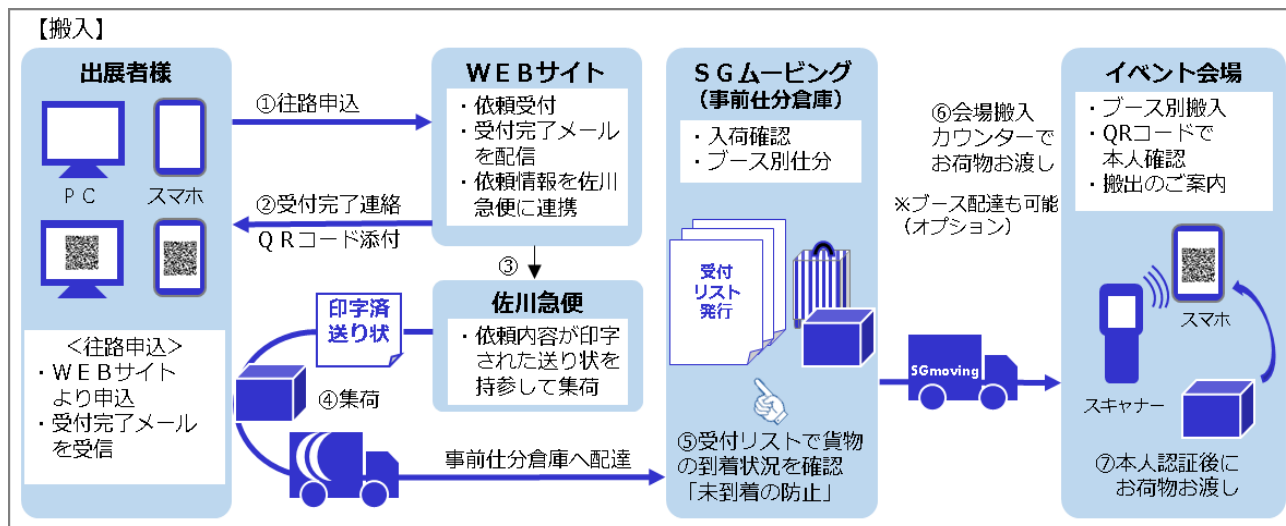 【搬入】
出展者様
PC
スマホ
<往路申込>
・WEBサイト
より申込
・受付完了メール
を受信
①往路申込
②受付完了連絡
QRコード添付
WEBサイト
・依頼受付
・受付完了メール
を配信
・依頼情報を佐川
急便に連携
③
佐川急便
・依頼内容が印字
された送り状を
持参して集荷
印字済
送り状
④集荷
事前仕分倉庫へ配達
SGムービング
（事前仕分倉庫）
・入荷確認
・ブース別仕分
受付
リスト
発行
⑤受付リストで貨物
の到着状況を確認
「未到着の防止」
⑥会場搬入
カウンターで
お荷物お渡し
※ブース配達も可能
（オプション）
SGmoving
イベント会場
・ブース別搬入
・QRコードで
本人確認
・搬出のご案内
スマホ
スキャナー
⑦本人認証後に
お荷物お渡し